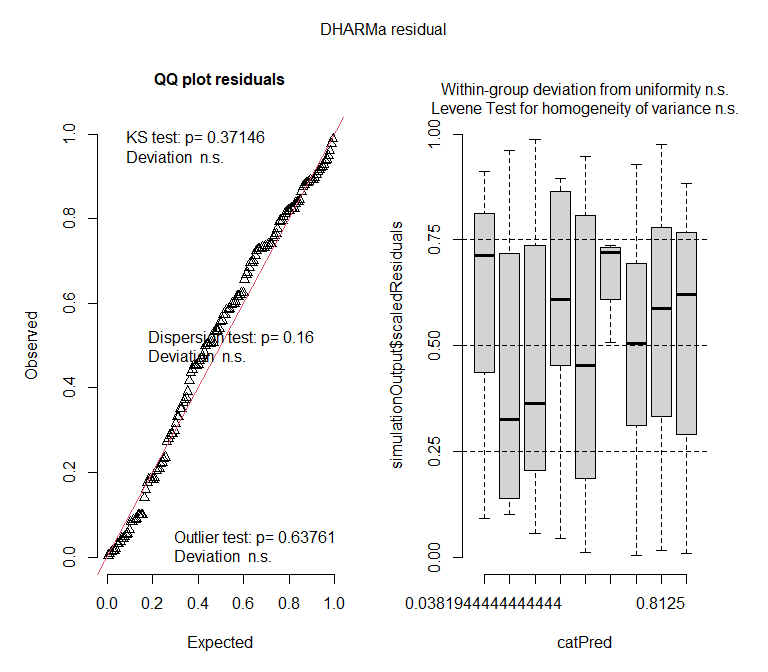 DHARMa residual
QQ plot residuals
KS test: p= 0.37146
Deviation n.s.
Dispersion test: p= 0.16
Deviation n.s.
Outlier test: p= 0.63761
Deviation n.s.
Observed
0.0
0.2
0.4
0.6
0.8
1.0
0.0 0.2 0.4 0.6 0.8 1.0
Expected
Within-group deviation from uniformity n.s.
Levene Test for homogeneity of variance n.s.
simulationOutput$scaledResiduals
0.00
0.25
0.50
0.75
1.00
0.0381944444444444 0.8125
catPred